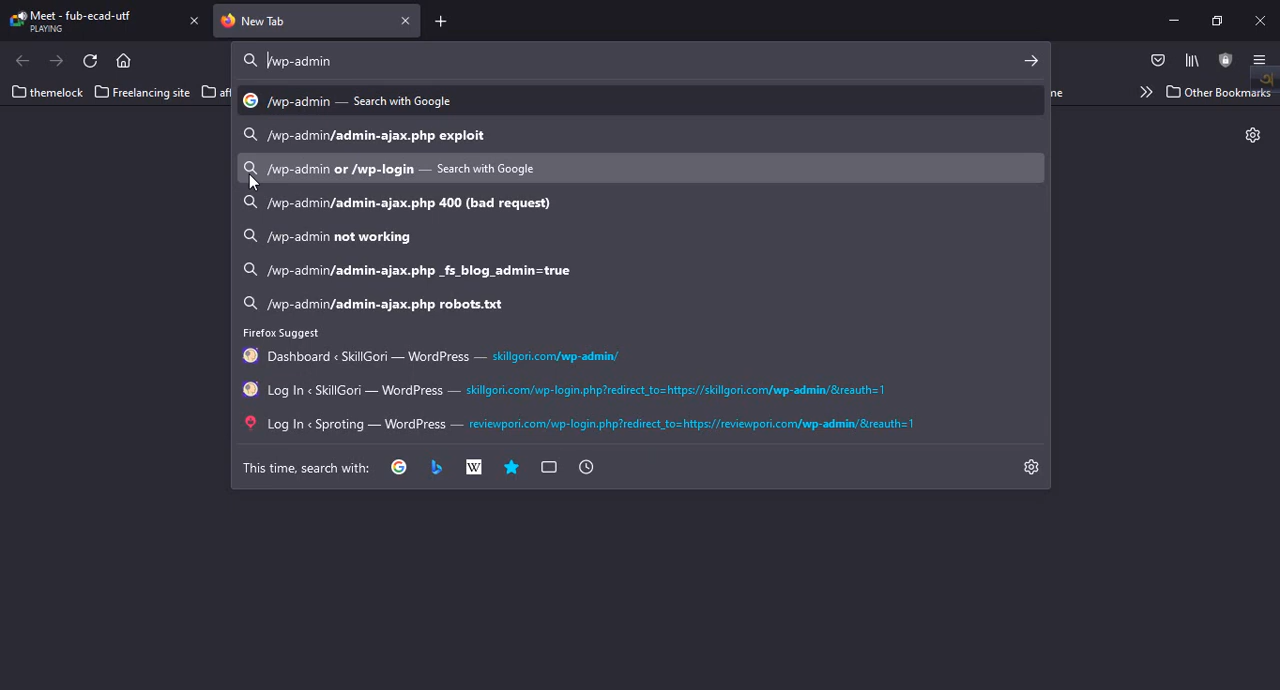 Meet - fub-ecad-utf
PLAYING
New Tab
/wp-admin
themelock
Freelancing site
aff
me
Other Bookmarks
/wp-admin — Search with Google
/wp-admin/admin-ajax.php exploit
/wp-admin or /wp-login — Search with Google
/wp-admin/admin-ajax.php 400 (bad request)
/wp-admin not working
/wp-admin/admin-ajax.php _fs_blog_admin=true
/wp-admin/admin-ajax.php robots.txt
Firefox Suggest
Dashboard ‹ SkillGori — WordPress — skillgori.com/wp-admin/
Log In ‹ SkillGori — WordPress — skillgori.com/wp-login.php?redirect_to=https://skillgori.com/wp-admin/&reauth=1
Log In ‹ Sproting — WordPress — reviewpori.com/wp-login.php?redirect_to=https://reviewpori.com/wp-admin/&reauth=1
This time, search with: